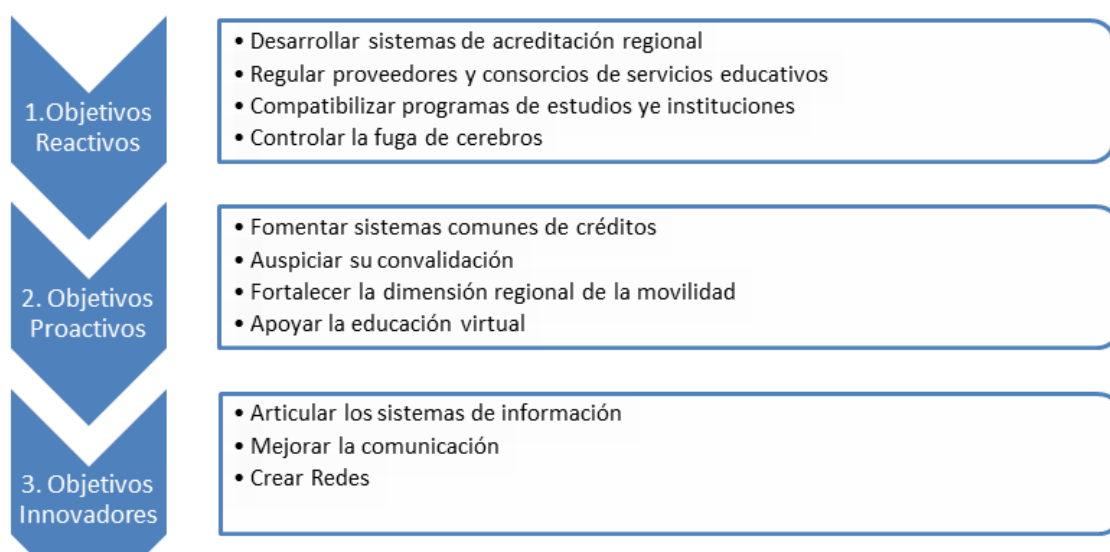 1.Objetivos
Reactivos
• Desarrollar sistemas de acreditación regional
• Regular proveedores y consorcios de servicios educativos
• Compatibilizar programas de estudios ye instituciones
• Controlar la fuga de cerebros
2. Objetivos
Proactivos
• Fomentar sistemas comunes de créditos
• Auspiciar su convalidación
• Fortalecer la dimensión regional de la movilidad
• Apoyar la educación virtual
3. Objetivos
Innovadores
• Articular los sistemas de información
• Mejorar la comunicación
• Crear Redes